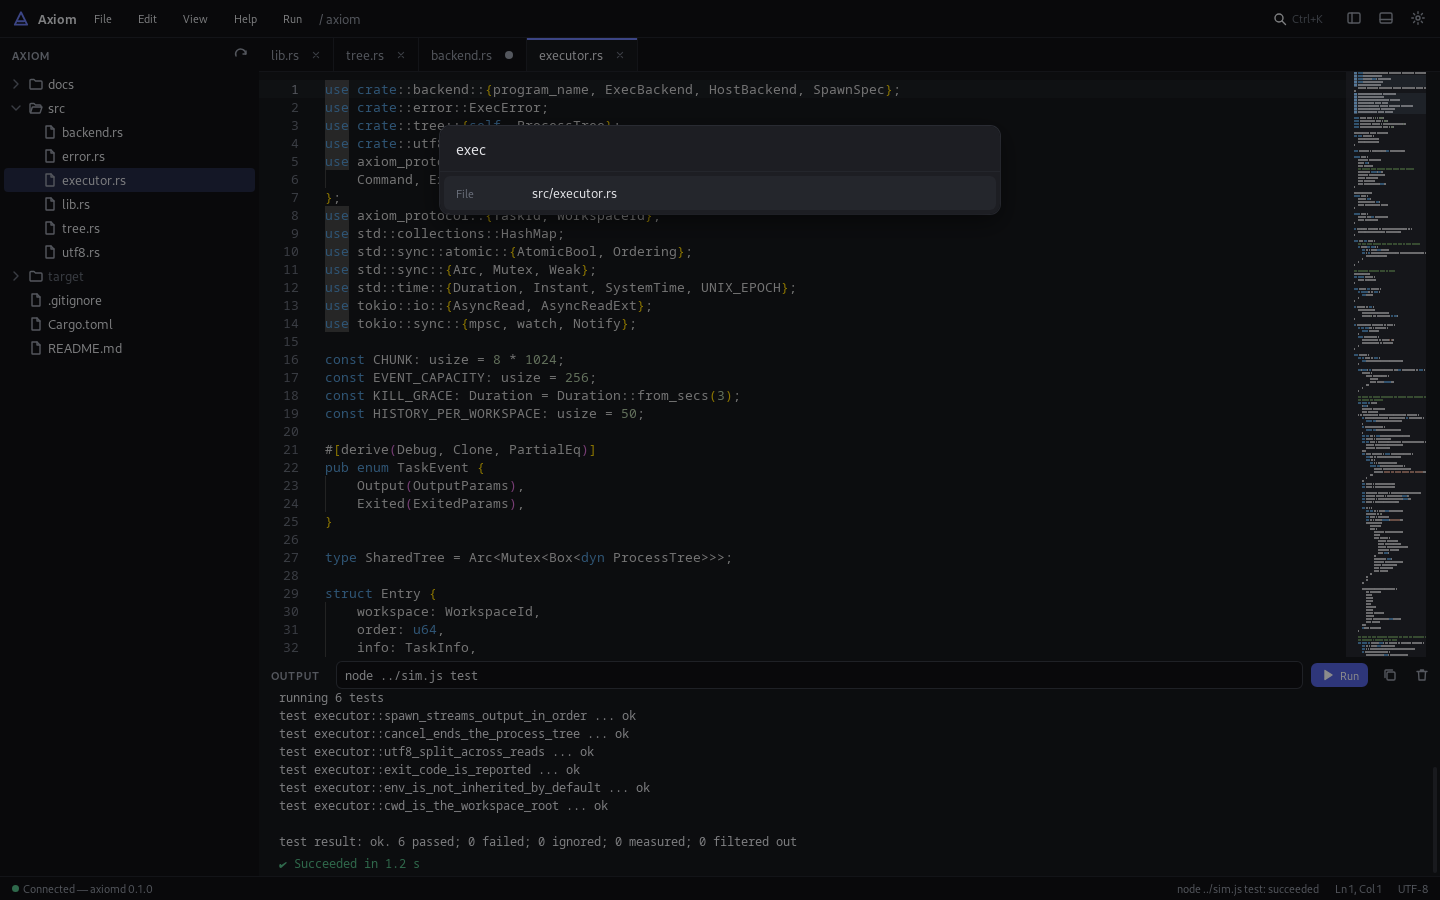 Axiom File Edit View Help Run / axiom Ctrl+K
AXIOM
docs
src
backend.rs
error.rs
executor.rs
lib.rs
tree.rs
utf8.rs
target
.gitignore
Cargo.toml
README.md
lib.rs tree.rs backend.rs executor.rs
1 use crate::backend::{program_name, ExecBackend, HostBackend, SpawnSpec};
2 use crate::error::ExecError;
3 use crate::tree::{self, ProcessTree};
4 use crate::utf8
5 use axiom_proto
6 Command, E
7 };
8 use axiom_protocol::{TaskId, WorkspaceId};
9 use std::collections::HashMap;
10 use std::sync::atomic::{AtomicBool, Ordering};
11 use std::sync::{Arc, Mutex, Weak};
12 use std::time::{Duration, Instant, SystemTime, UNIX_EPOCH};
13 use tokio::io::{AsyncRead, AsyncReadExt};
14 use tokio::sync::{mpsc, watch, Notify};
15
16 const CHUNK: usize = 8 * 1024;
17 const EVENT_CAPACITY: usize = 256;
18 const KILL_GRACE: Duration = Duration::from_secs(3);
19 const HISTORY_PER_WORKSPACE: usize = 50;
20
21 #[derive(Debug, Clone, PartialEq)]
22 pub enum TaskEvent {
23 Output(OutputParams),
24 Exited(ExitedParams),
25 }
26
27 type SharedTree = Arc<Mutex<Box<dyn ProcessTree>>>;
28
29 struct Entry {
30 workspace: WorkspaceId,
31 order: u64,
32 info: TaskInfo,
exec
File src/executor.rs
OUTPUT node ../sim.js test Run
running 6 tests
test executor::spawn_streams_output_in_order ... ok
test executor::cancel_ends_the_process_tree ... ok
test executor::utf8_split_across_reads ... ok
test executor::exit_code_is_reported ... ok
test executor::env_is_not_inherited_by_default ... ok
test executor::cwd_is_the_workspace_root ... ok
test result: ok. 6 passed; 0 failed; 0 ignored; 0 measured; 0 filtered out
✔ Succeeded in 1.2 s
Connected — axiomd 0.1.0 node ../sim.js test: succeeded Ln 1, Col 1 UTF-8